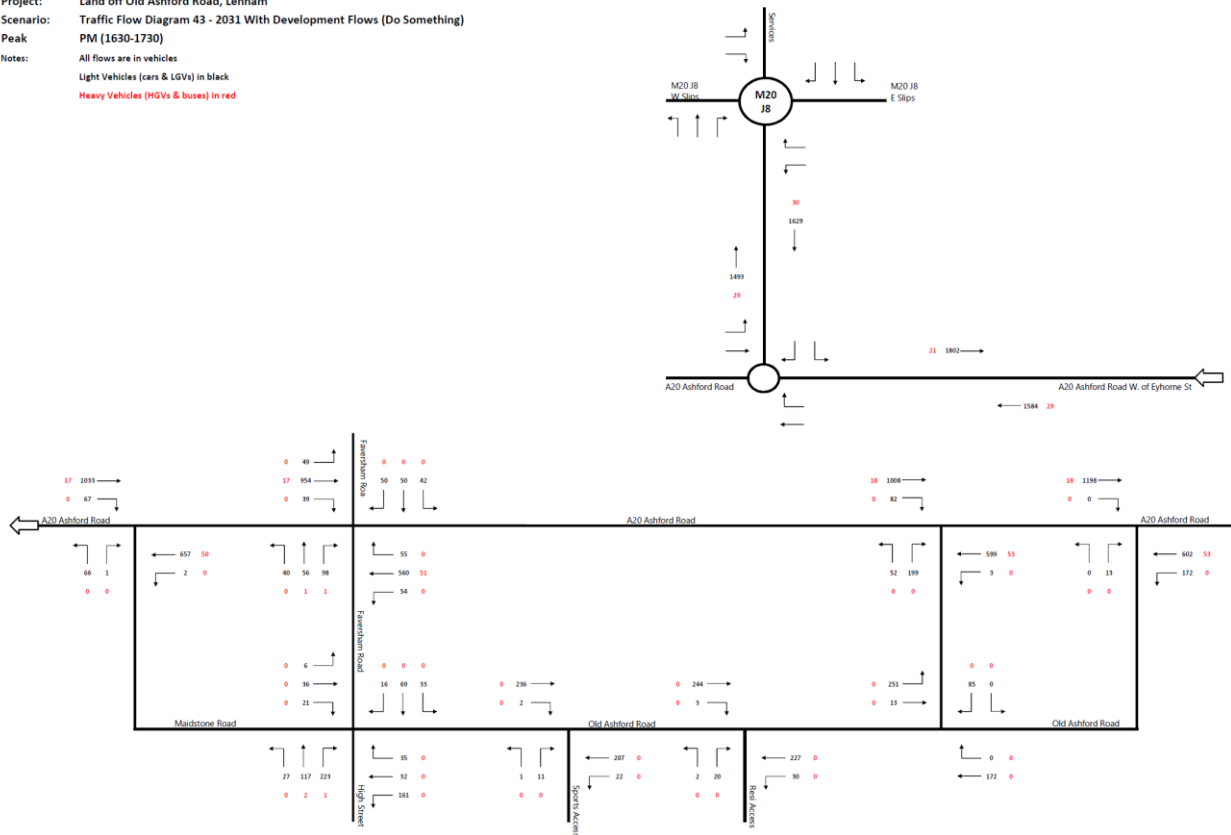 Project: Land off Old Ashford Road, Lenham
Scenario: Traffic Flow Diagram 43 - 2031 With Development Flows (Do Something)
Peak PM (1630-1730)
Notes: All flows are in vehicles
Light Vehicles (cars & LGVs) in black
Heavy Vehicles (HGVs & buses) in red
Services
M20 J8
W Slips
M20
J8
M20 J8
E Slips
30
1629
1493
29
21 1802
A20 Ashford Road
A20 Ashford Road W. of Eyhorne St
1584 29
Faversham Roa
0 49
17 1033
17 954
0 67
0 39
0 0 0
50 50 42
18 1008
0 82
18 1198
0 0
A20 Ashford Road
A20 Ashford Road
A20 Ashford Road
66 1
0 0
657 50
2 0
40 56 98
0 1 1
55 0
560 51
54 0
52 199
0 0
599 53
3 0
0 13
0 0
602 53
172 0
Faversham Road
0 6
0 36
0 21
0 0 0
16 69 33
0 236
0 2
0 244
0 3
0 251
0 13
0 0
85 0
Maidstone Road
Old Ashford Road
Old Ashford Road
27 117 223
0 2 1
35 0
32 0
161 0
High Street
1 11
0 0
207 0
22 0
Sports Access
2 20
0 0
227 0
Resi Access
0 0
172 0